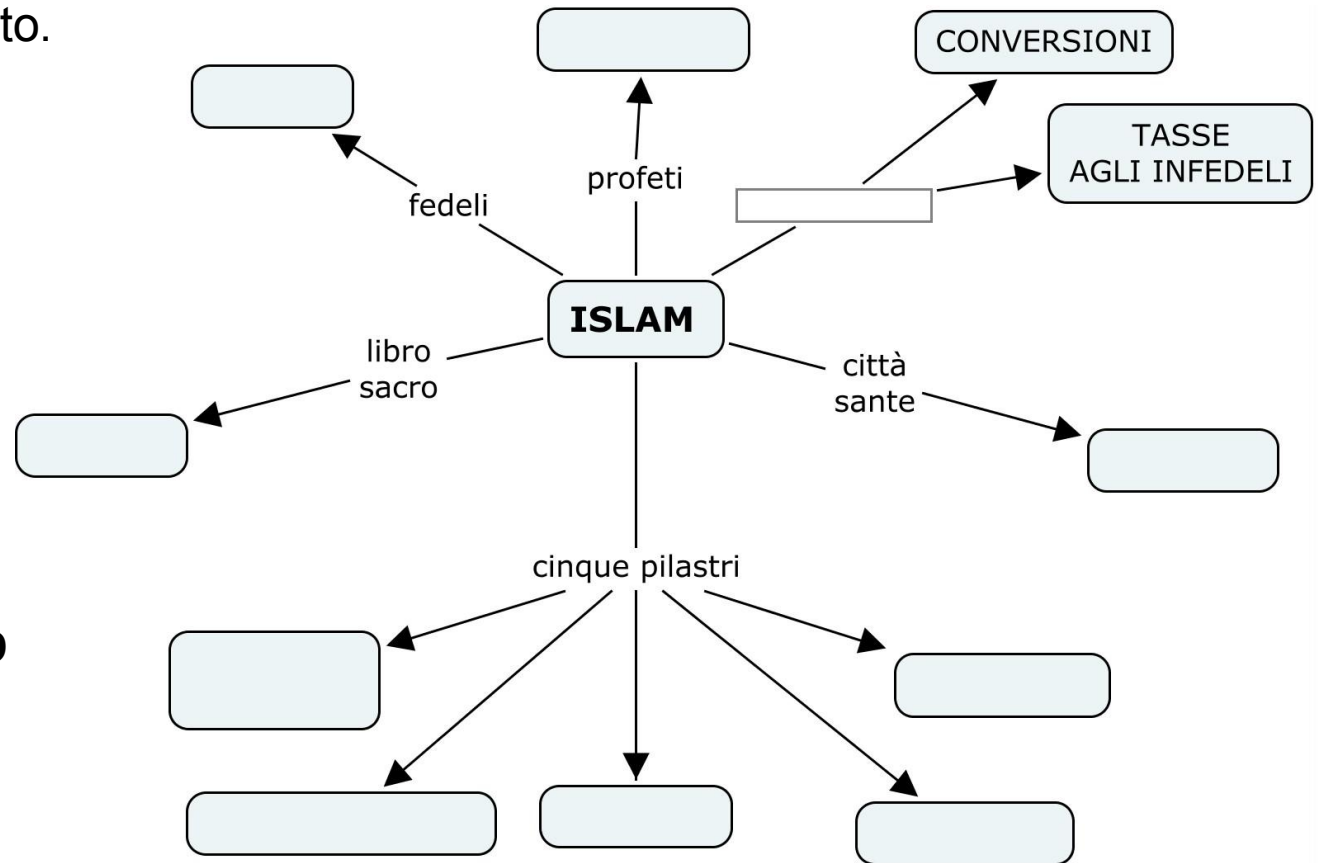 to.
CONVERSIONI
TASSE
AGLI INFEDELI
profeti
fedeli
ISLAM
libro
sacro
città
sante
cinque pilastri